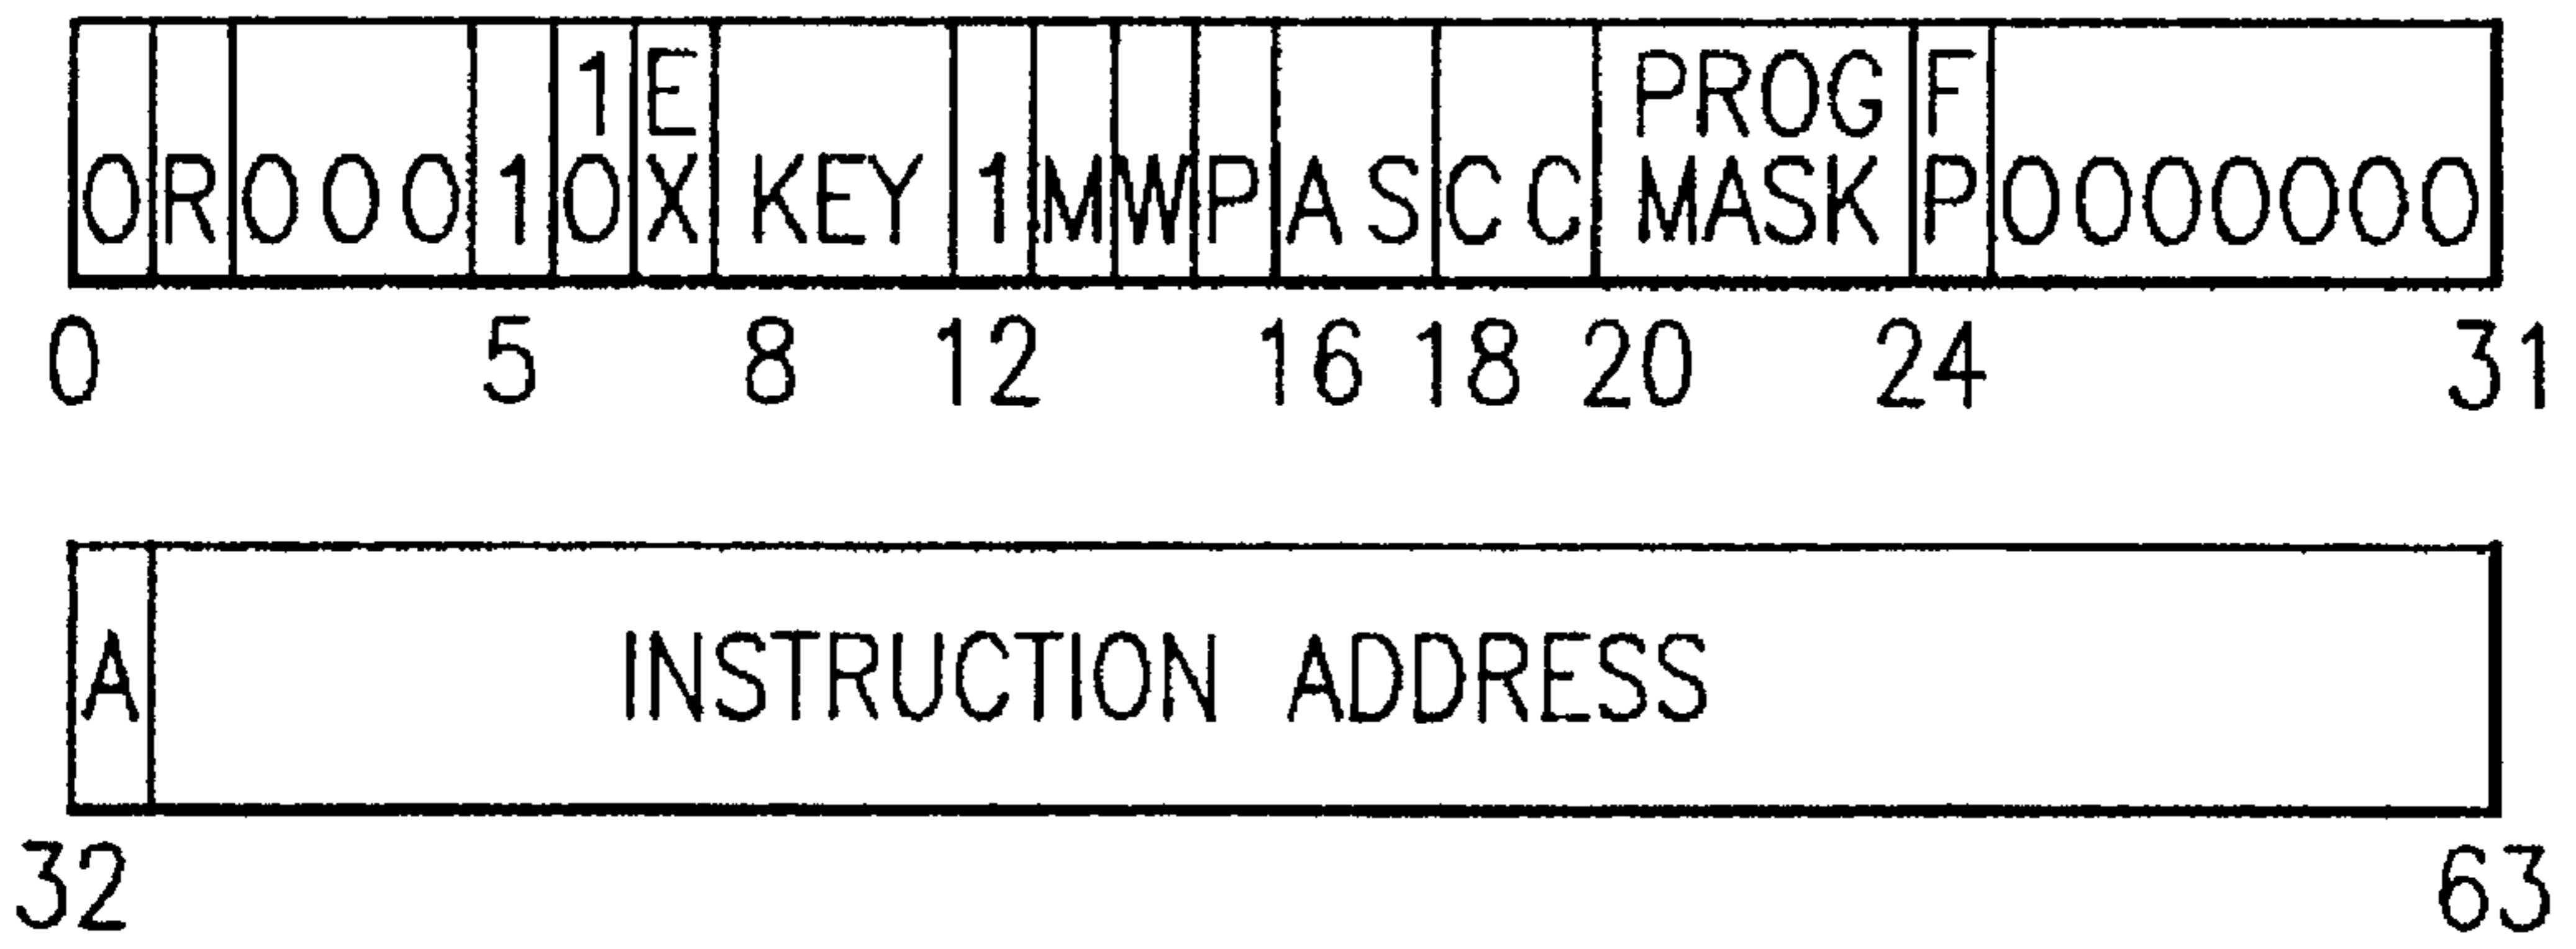 1 E PROG F
0 R 0 0 0 1 0 X KEY 1 M W P A S C C MASK P 0 0 0 0 0 0 0
0 5 8 12 16 18 20 24 31
A INSTRUCTION ADDRESS
32 63